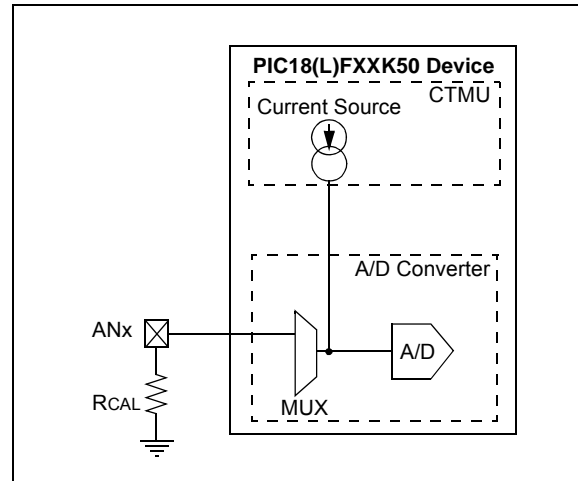 PIC18(L)FXXK50 Device
CTMU
Current Source
A/D Converter
ANx
A/D
RCAL
MUX